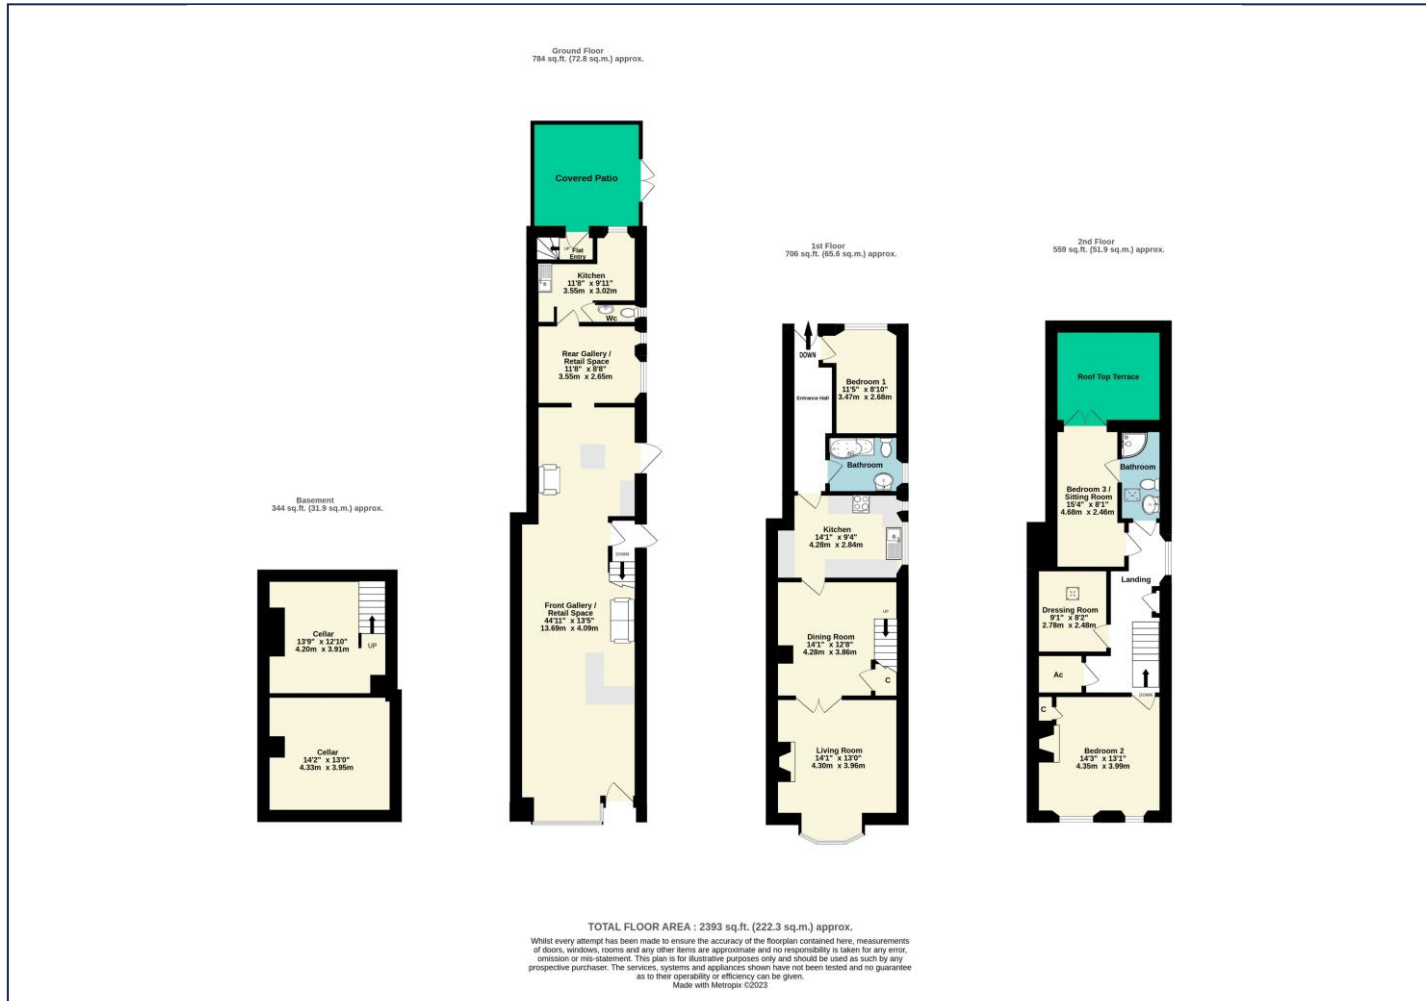 Ground Floor
784 sq.ft. (72.8 sq.m.) approx.
Covered Patio
UP
Flat
Entry
Kitchen
11'8" x 9'11"
3.55m x 3.02m
Wc
Rear Gallery /
Retail Space
11'8" x 8'8"
3.55m x 2.65m
DOWN
Front Gallery /
Retail Space
44'11" x 13'5"
13.69m x 4.09m
Basement
344 sq.ft. (31.9 sq.m.) approx.
Cellar
13'9" x 12'10"
4.20m x 3.91m
UP
Cellar
14'2" x 13'0"
4.33m x 3.95m
1st Floor
706 sq.ft. (65.6 sq.m.) approx.
DOWN
Bedroom 1
11'5" x 8'10"
3.47m x 2.68m
Entrance Hall
Bathroom
Kitchen
14'1" x 9'4"
4.28m x 2.84m
UP
Dining Room
14'1" x 12'8"
4.28m x 3.86m
C
Living Room
14'1" x 13'0"
4.30m x 3.96m
2nd Floor
559 sq.ft. (51.9 sq.m.) approx.
Roof Top Terrace
Bathroom
Bedroom 3 /
Sitting Room
15'4" x 8'1"
4.68m x 2.46m
Landing
Dressing Room
9'1" x 8'2"
2.78m x 2.48m
Ac
DOWN
C
Bedroom 2
14'3" x 13'1"
4.35m x 3.99m
TOTAL FLOOR AREA : 2393 sq.ft. (222.3 sq.m.) approx.
Whilst every attempt has been made to ensure the accuracy of the floorplan contained here, measurements
of doors, windows, rooms and any other items are approximate and no responsibility is taken for any error,
omission or mis-statement. This plan is for illustrative purposes only and should be used as such by any
prospective purchaser. The services, systems and appliances shown have not been tested and no guarantee
as to their operability or efficiency can be given.
Made with Metropix ©2023